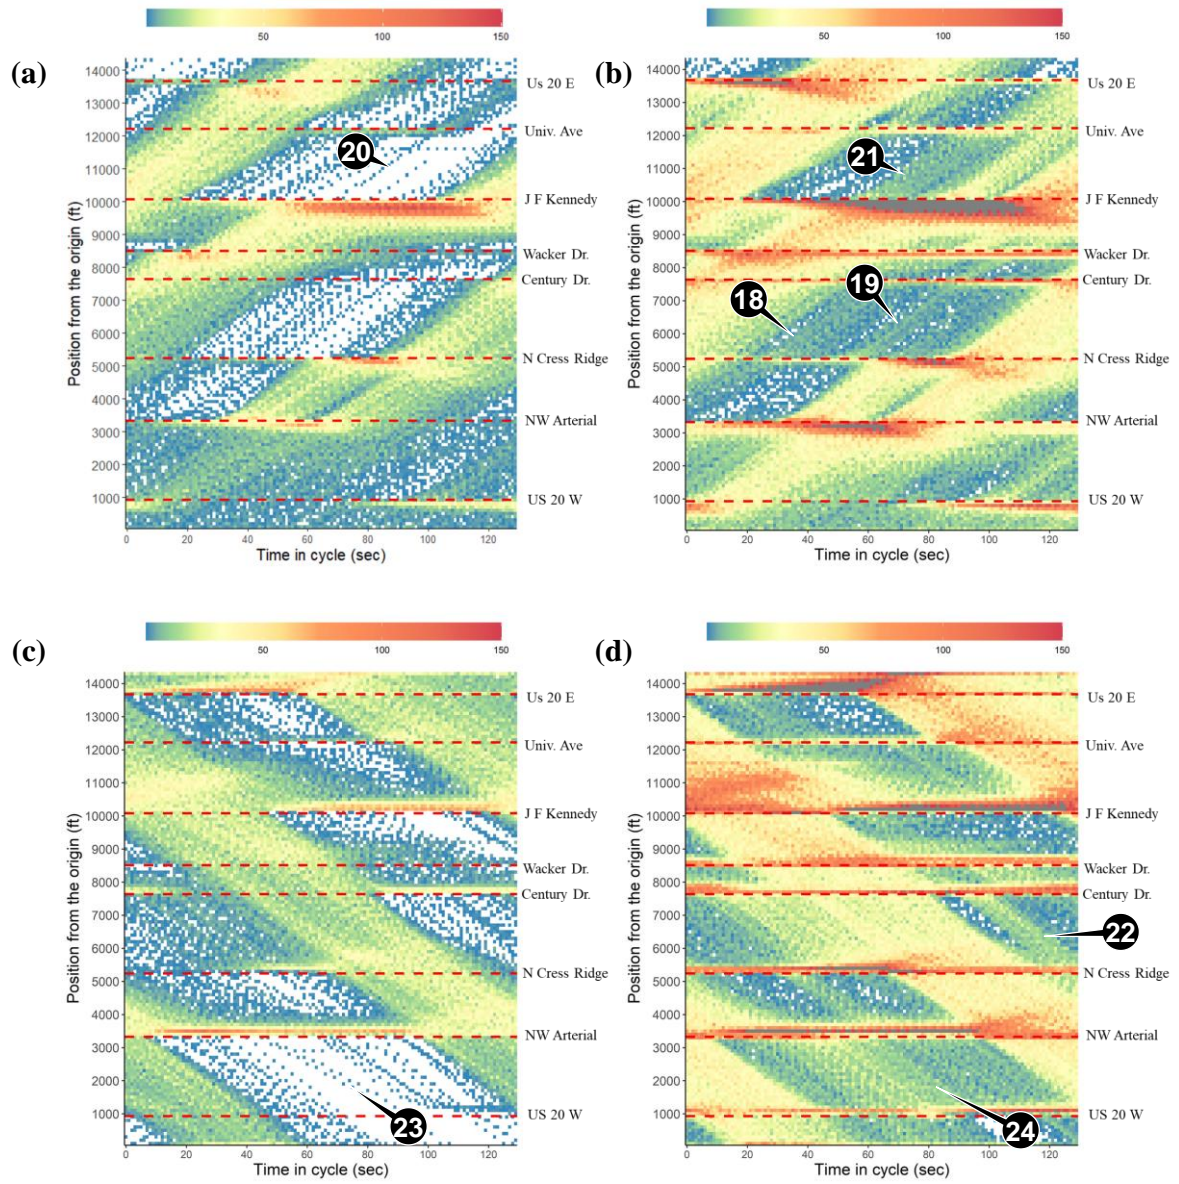 50 100 150
50 100 150
(a)
(b)
14000
13000
12000
11000
10000
9000
8000
7000
6000
5000
4000
3000
2000
1000
Position from the origin (ft)
0 20 40 60 80 100 120
Time in cycle (sec)
Us 20 E
Univ. Ave
J F Kennedy
Wacker Dr.
Century Dr.
N Cress Ridge
NW Arterial
US 20 W
20
14000
13000
12000
11000
10000
9000
8000
7000
6000
5000
4000
3000
2000
1000
Position from the origin (ft)
0 20 40 60 80 100 120
Time in cycle (sec)
Us 20 E
Univ. Ave
J F Kennedy
Wacker Dr.
Century Dr.
N Cress Ridge
NW Arterial
US 20 W
21
18
19
50 100 150
50 100 150
(c)
(d)
14000
13000
12000
11000
10000
9000
8000
7000
6000
5000
4000
3000
2000
1000
Position from the origin (ft)
0 20 40 60 80 100 120
Time in cycle (sec)
Us 20 E
Univ. Ave
J F Kennedy
Wacker Dr.
Century Dr.
N Cress Ridge
NW Arterial
US 20 W
23
14000
13000
12000
11000
10000
9000
8000
7000
6000
5000
4000
3000
2000
1000
Position from the origin (ft)
0 20 40 60 80 100 120
Time in cycle (sec)
Us 20 E
Univ. Ave
J F Kennedy
Wacker Dr.
Century Dr.
N Cress Ridge
NW Arterial
US 20 W
22
24